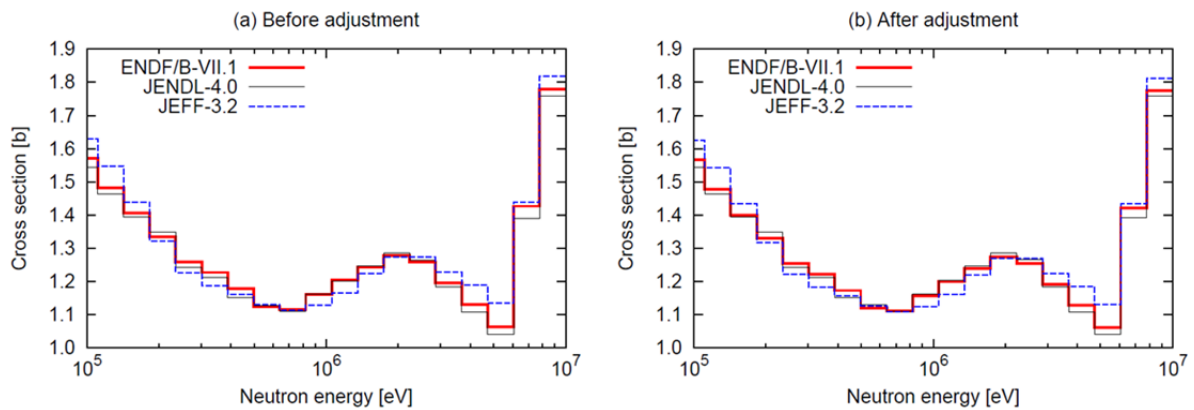 (a) Before adjustment
1.9
1.8
1.7
1.6
1.5
1.4
1.3
1.2
1.1
1.0
Cross section [b]
ENDF/B-VII.1
JENDL-4.0
JEFF-3.2
10^5
10^6
10^7
Neutron energy [eV]
(b) After adjustment
1.9
1.8
1.7
1.6
1.5
1.4
1.3
1.2
1.1
1.0
Cross section [b]
ENDF/B-VII.1
JENDL-4.0
JEFF-3.2
10^5
10^6
10^7
Neutron energy [eV]